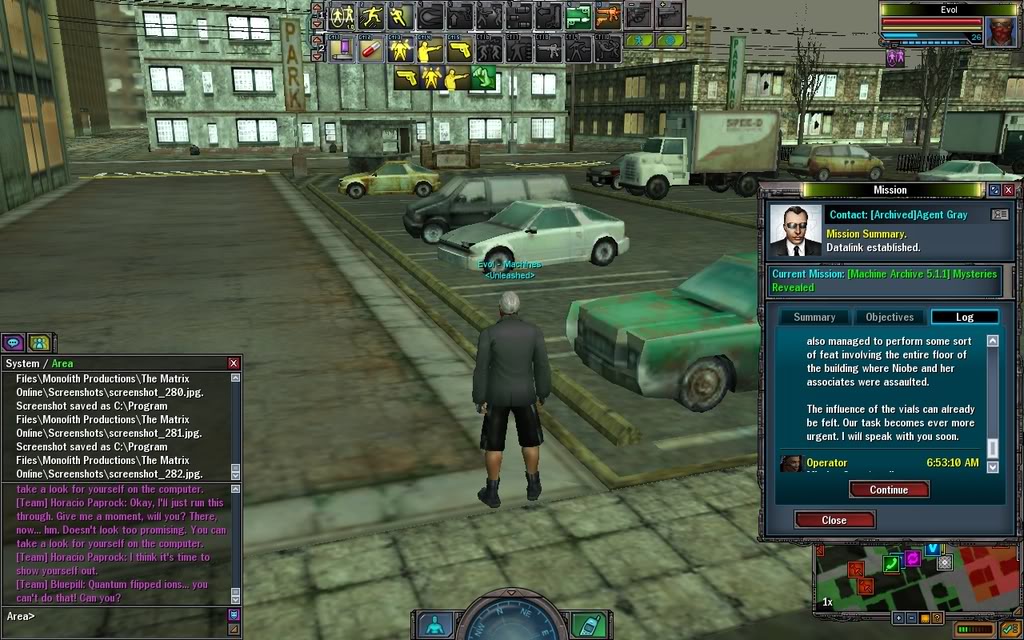 Evol
26
PARK
PARKING
SPEE-D
Evol - Machines
<Unleashed>
Mission
Contact: [Archived]Agent Gray
Mission Summary.
Datalink established.
Current Mission: [Machine Archive 5.1.1] Mysteries
Revealed
Summary
Objectives
Log
also managed to perform some sort
of feat involving the entire floor of
the building where Niobe and her
associates were assaulted.
The influence of the vials can already
be felt. Our task becomes ever more
urgent. I will speak with you soon.
Operator
6:53:10 AM
Continue
Close
System / Area
Files\Monolith Productions\The Matrix
Online\Screenshots\screenshot_280.jpg.
Screenshot saved as C:\Program
Files\Monolith Productions\The Matrix
Online\Screenshots\screenshot_281.jpg.
Screenshot saved as C:\Program
Files\Monolith Productions\The Matrix
Online\Screenshots\screenshot_282.jpg.
take a look for yourself on the computer.
[Team] Horacio Paprock: Okay, I'll just run this
through. Give me a moment, will you? There,
now... hm. Doesn't look too promising. You can
take a look for yourself on the computer.
[Team] Horacio Paprock: I think it's time to
show yourself out.
[Team] Bluepill: Quantum flipped ions... you
can't do that! Can you?
Area>
NW
N
NE
E
1x